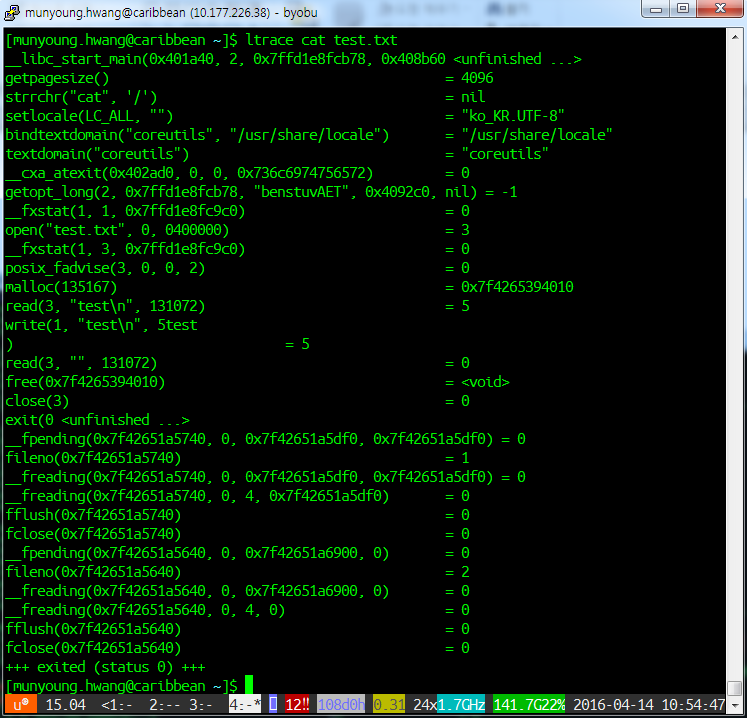 munyoung.hwang@caribbean (10.177.226.38) - byobu
[munyoung.hwang@caribbean ~]$ ltrace cat test.txt
__libc_start_main(0x401a40, 2, 0x7ffd1e8fcb78, 0x408b60 <unfinished ...>
getpagesize() = 4096
strrchr("cat", '/') = nil
setlocale(LC_ALL, "") = "ko_KR.UTF-8"
bindtextdomain("coreutils", "/usr/share/locale") = "/usr/share/locale"
textdomain("coreutils") = "coreutils"
__cxa_atexit(0x402ad0, 0, 0, 0x736c6974756572) = 0
getopt_long(2, 0x7ffd1e8fcb78, "benstuvAET", 0x4092c0, nil) = -1
__fxstat(1, 1, 0x7ffd1e8fc9c0) = 0
open("test.txt", 0, 0400000) = 3
__fxstat(1, 3, 0x7ffd1e8fc9c0) = 0
posix_fadvise(3, 0, 0, 2) = 0
malloc(135167) = 0x7f4265394010
read(3, "test\n", 131072) = 5
write(1, "test\n", 5test
) = 5
read(3, "", 131072) = 0
free(0x7f4265394010) = <void>
close(3) = 0
exit(0 <unfinished ...>
__fpending(0x7f42651a5740, 0, 0x7f42651a5df0, 0x7f42651a5df0) = 0
fileno(0x7f42651a5740) = 1
__freading(0x7f42651a5740, 0, 0x7f42651a5df0, 0x7f42651a5df0) = 0
__freading(0x7f42651a5740, 0, 4, 0x7f42651a5df0) = 0
fflush(0x7f42651a5740) = 0
fclose(0x7f42651a5740) = 0
__fpending(0x7f42651a5640, 0, 0x7f42651a6900, 0) = 0
fileno(0x7f42651a5640) = 2
__freading(0x7f42651a5640, 0, 0x7f42651a6900, 0) = 0
__freading(0x7f42651a5640, 0, 4, 0) = 0
fflush(0x7f42651a5640) = 0
fclose(0x7f42651a5640) = 0
+++ exited (status 0) +++
[munyoung.hwang@caribbean ~]$
u® 15.04 <1:- 2:-- 3:- 4:-* 12!! 108d0h 0.31 24x1.7GHz 141.7G22% 2016-04-14 10:54:47